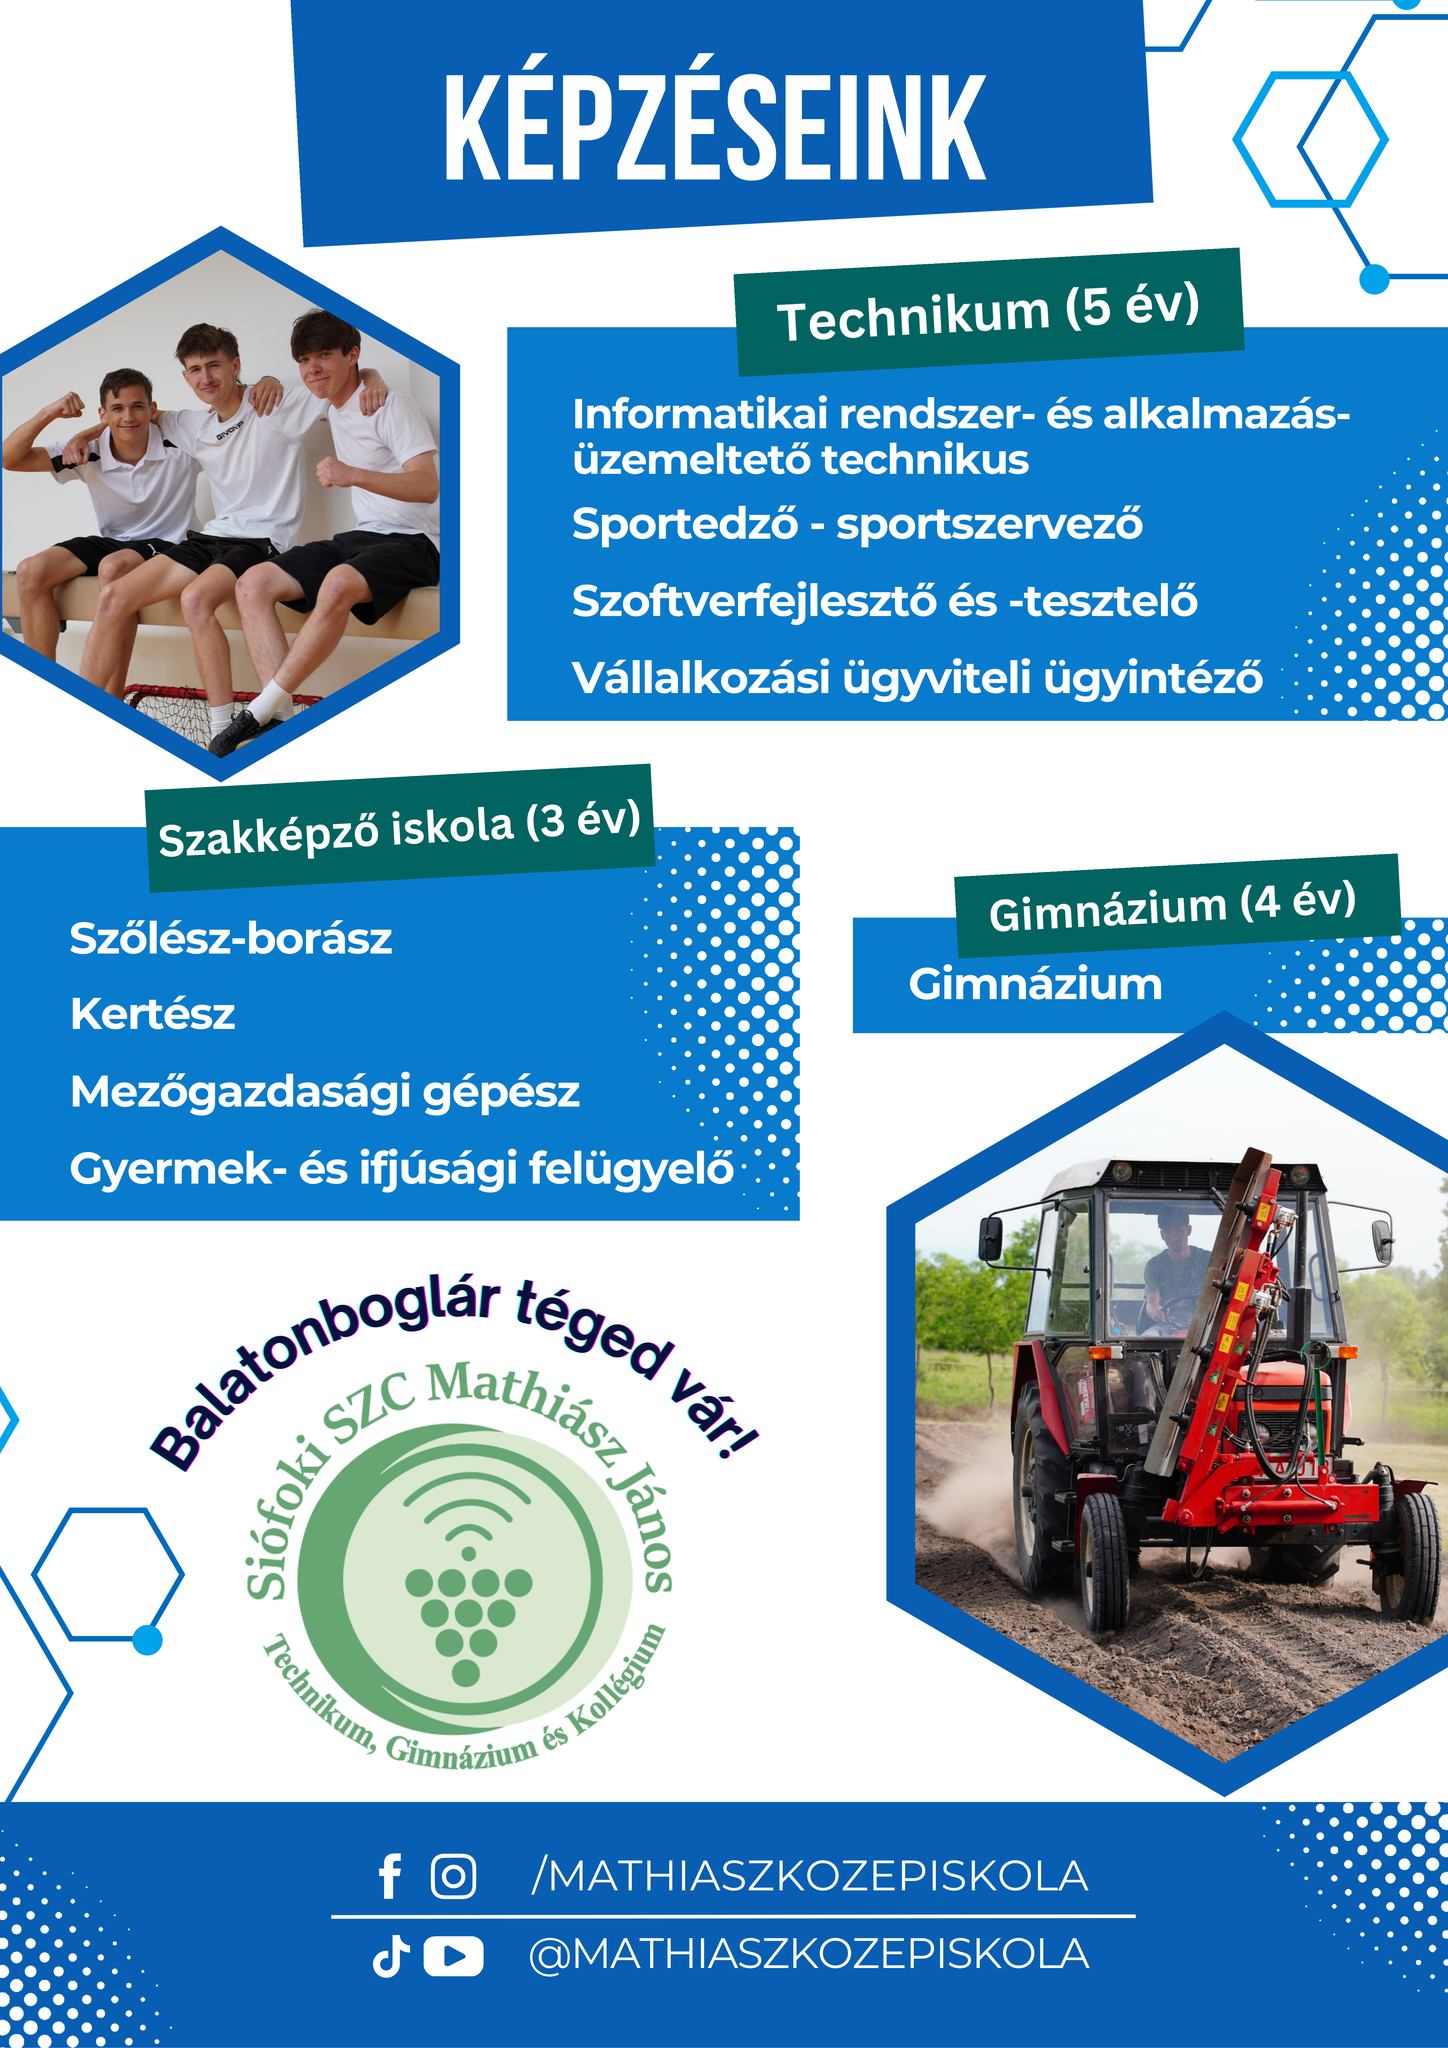 KÉPZÉSEINK
Technikum (5 év)
Informatikai rendszer- és alkalmazás-
üzemeltető technikus
Sportedző - sportszervező
Szoftverfejlesztő és -tesztelő
Vállalkozási ügyviteli ügyintéző
Szakképző iskola (3 év)
Szőlész-borász
Kertész
Mezőgazdasági gépész
Gyermek- és ifjúsági felügyelő
Gimnázium (4 év)
Gimnázium
Balatonboglár téged vár!
Siófoki SZC Mathiász János
Technikum, Gimnázium és Kollégium
/MATHIASZKOZEPISKOLA
@MATHIASZKOZEPISKOLA